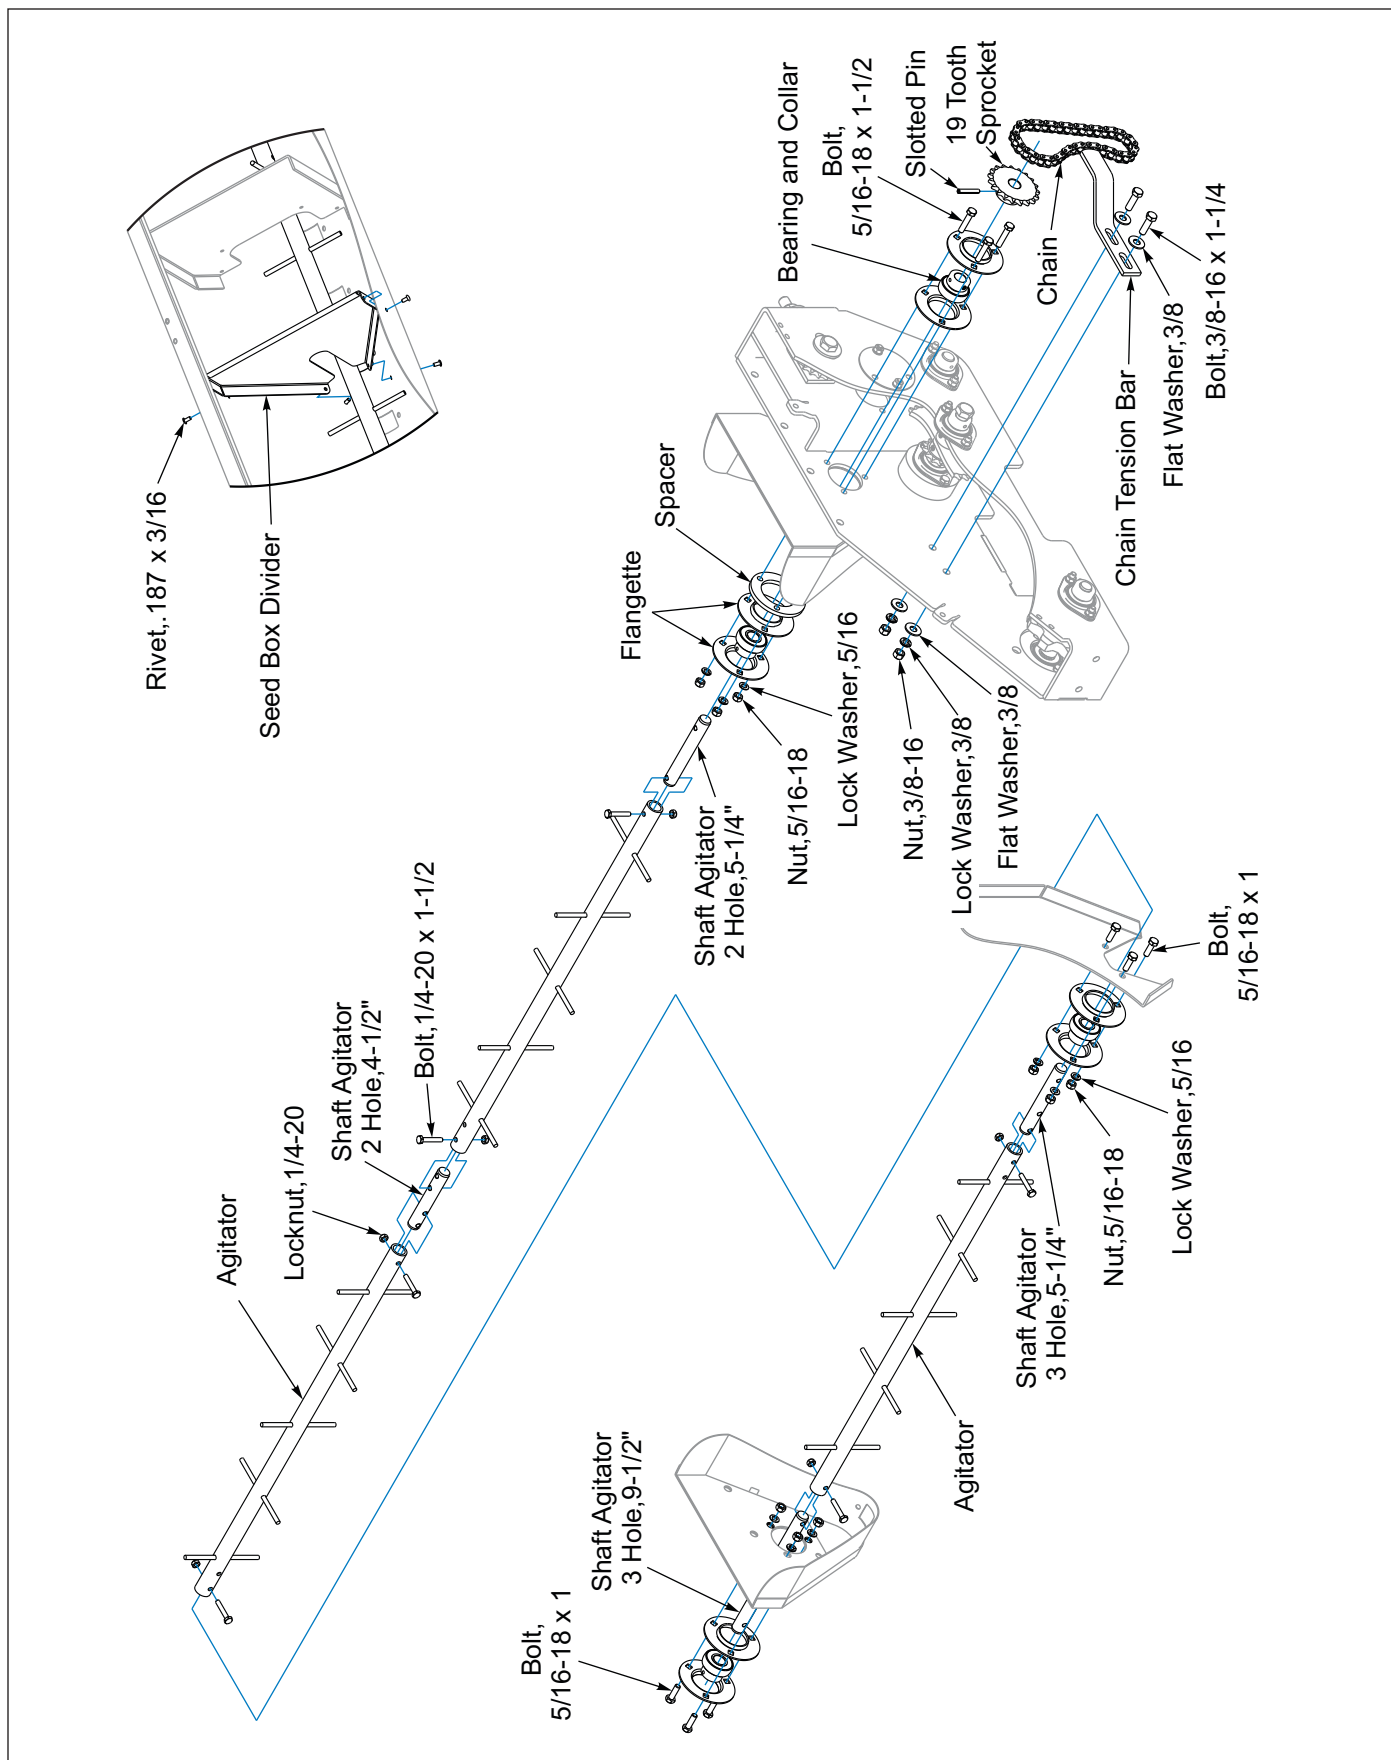 Rivet,.187 x 3/16
Seed Box Divider
Bearing and Collar
Bolt,
5/16-18 x 1-1/2
Slotted Pin
19 Tooth
Sprocket
Chain
Chain Tension Bar
Flat Washer,3/8
Bolt,3/8-16 x 1-1/4
Spacer
Flangette
Lock Washer,5/16
Nut,5/16-18
Shaft Agitator
2 Hole,5-1/4"
Nut,3/8-16
Lock Washer,3/8
Flat Washer,3/8
Bolt,1/4-20 x 1-1/2
Shaft Agitator
2 Hole,4-1/2"
Locknut,1/4-20
Agitator
Bolt,
5/16-18 x 1
Lock Washer,5/16
Nut,5/16-18
Shaft Agitator
3 Hole,5-1/4"
Agitator
Shaft Agitator
3 Hole,9-1/2"
Bolt,
5/16-18 x 1